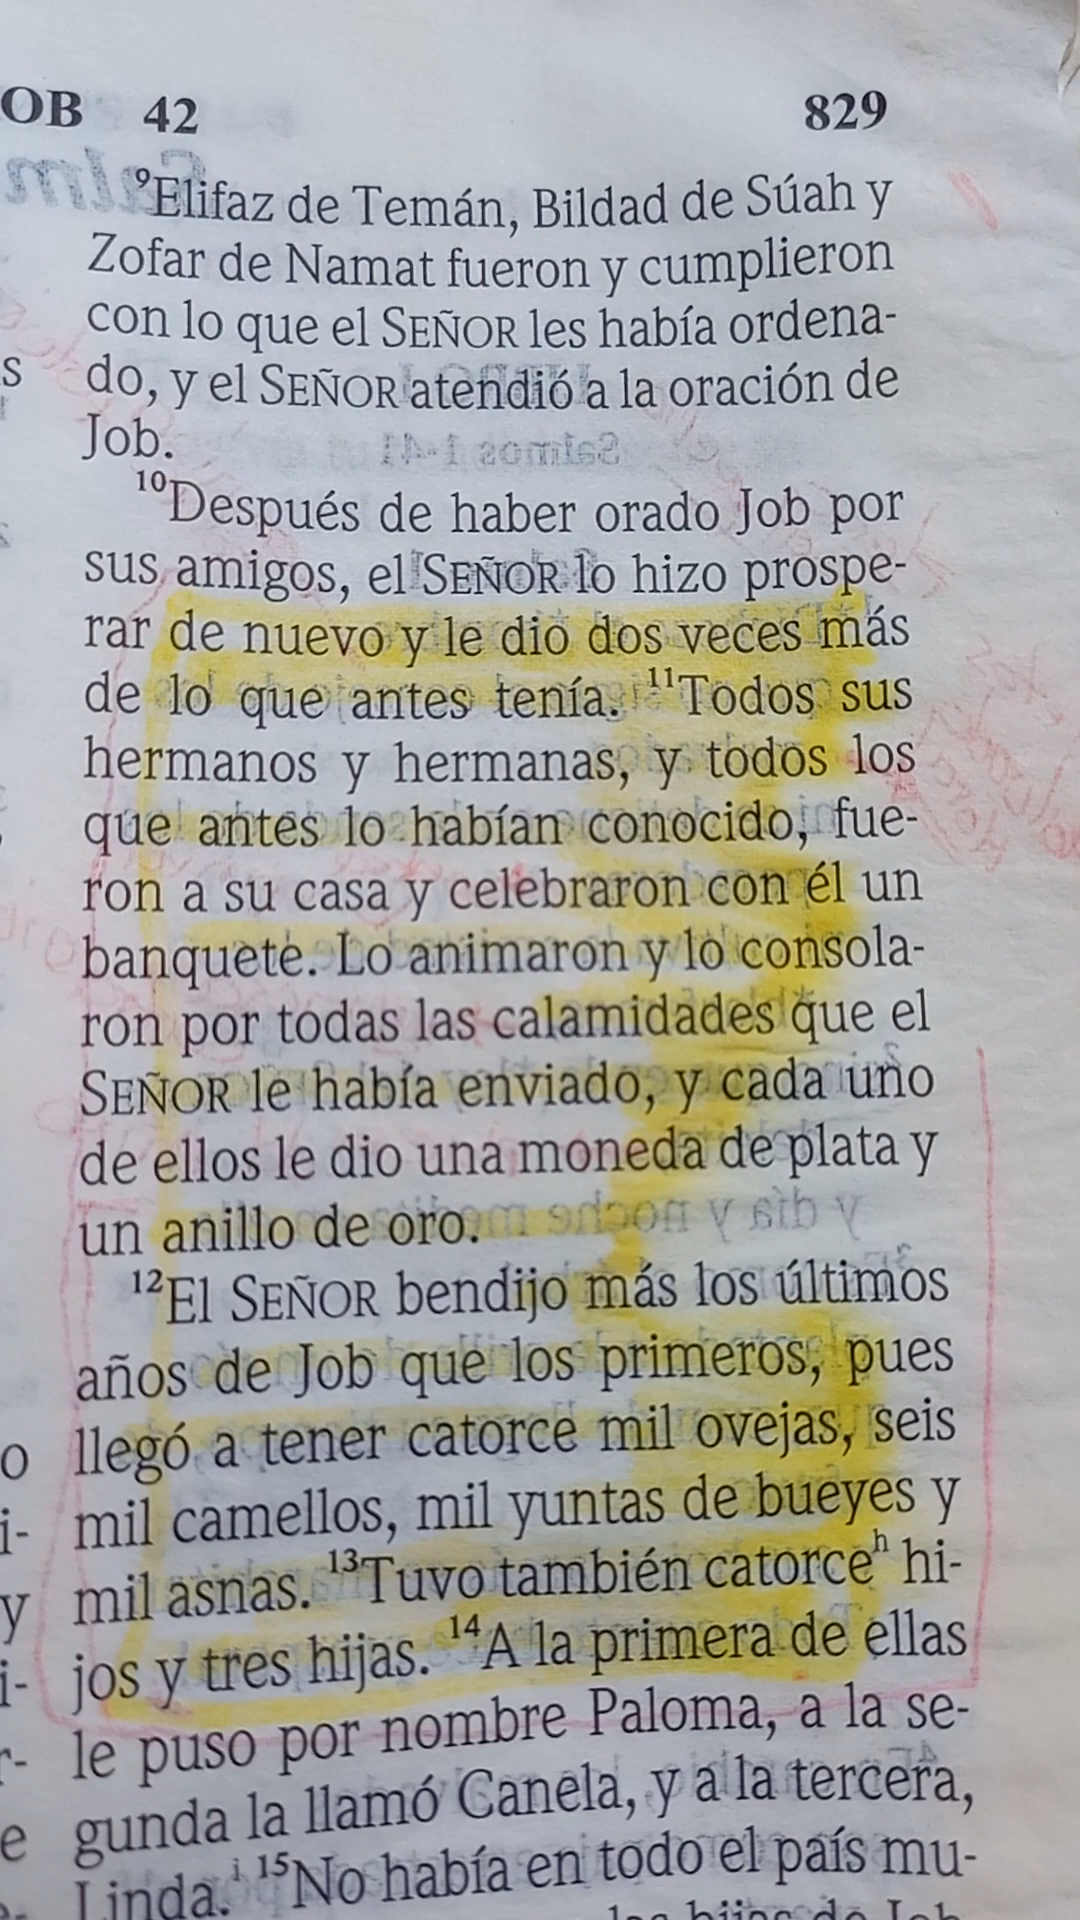 OB 42 829
⁹Elifaz de Temán, Bildad de Súah y
Zofar de Namat fueron y cumplieron
con lo que el SEÑOR les había ordena-
do, y el SEÑOR atendió a la oración de
Job.
¹⁰Después de haber orado Job por
sus amigos, el SEÑOR lo hizo prospe-
rar de nuevo y le dio dos veces más
de lo que antes tenía. ¹¹Todos sus
hermanos y hermanas, y todos los
que antes lo habían conocido, fue-
ron a su casa y celebraron con él un
banquete. Lo animaron y lo consola-
ron por todas las calamidades que el
SEÑOR le había enviado, y cada uno
de ellos le dio una moneda de plata y
un anillo de oro.
¹²El SEÑOR bendijo más los últimos
años de Job que los primeros, pues
llegó a tener catorce mil ovejas, seis
mil camellos, mil yuntas de bueyes y
mil asnas. ¹³Tuvo también catorceʰ hi-
jos y tres hijas. ¹⁴A la primera de ellas
le puso por nombre Paloma, a la se-
gunda la llamó Canela, y a la tercera,
Linda.ⁱ ¹⁵No había en todo el país mu-
hijas de Job